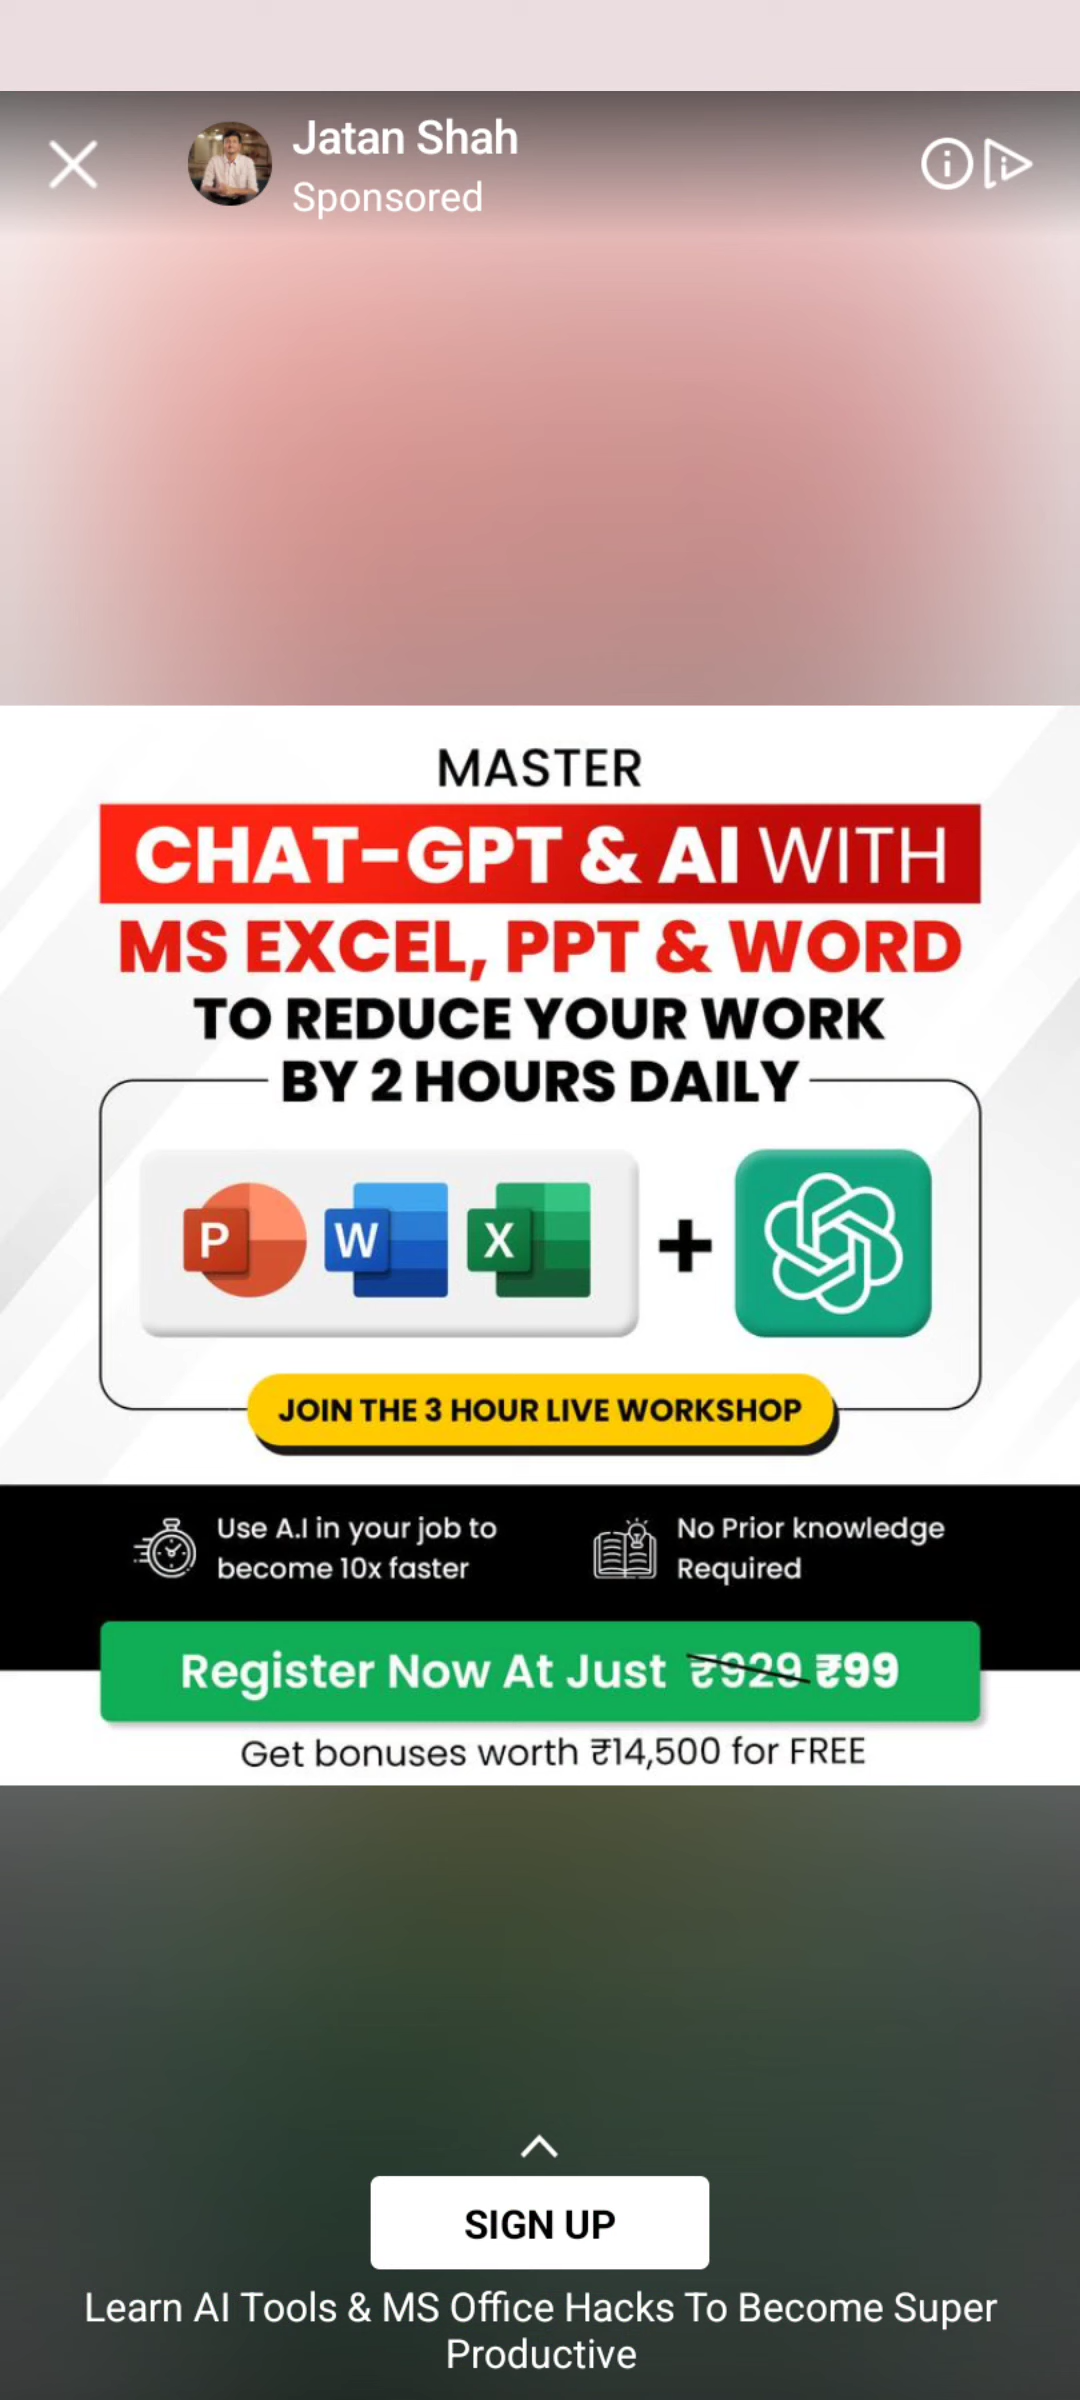 Jatan Shah
Sponsored
MASTER
CHAT-GPT & AI WITH
MS EXCEL, PPT & WORD
TO REDUCE YOUR WORK
BY 2 HOURS DAILY
P W X +
JOIN THE 3 HOUR LIVE WORKSHOP
Use A.I in your job to
become 10x faster
No Prior knowledge
Required
Register Now At Just ₹929 ₹99
Get bonuses worth ₹14,500 for FREE
SIGN UP
Learn AI Tools & MS Office Hacks To Become Super
Productive